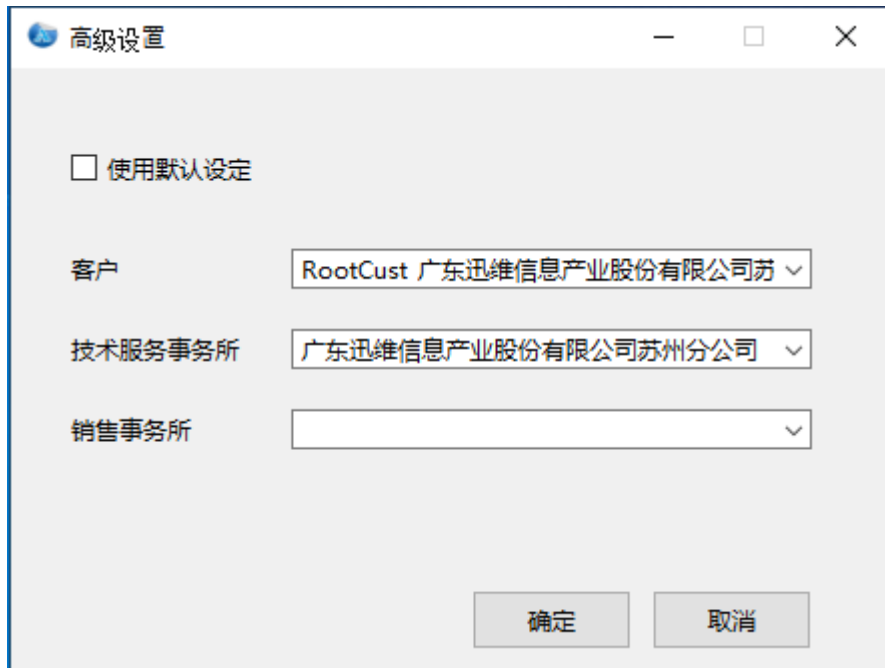 高级设置
使用默认设定
客户 RootCust 广东迅维信息产业股份有限公司苏
技术服务事务所 广东迅维信息产业股份有限公司苏州分公司
销售事务所
确定 取消